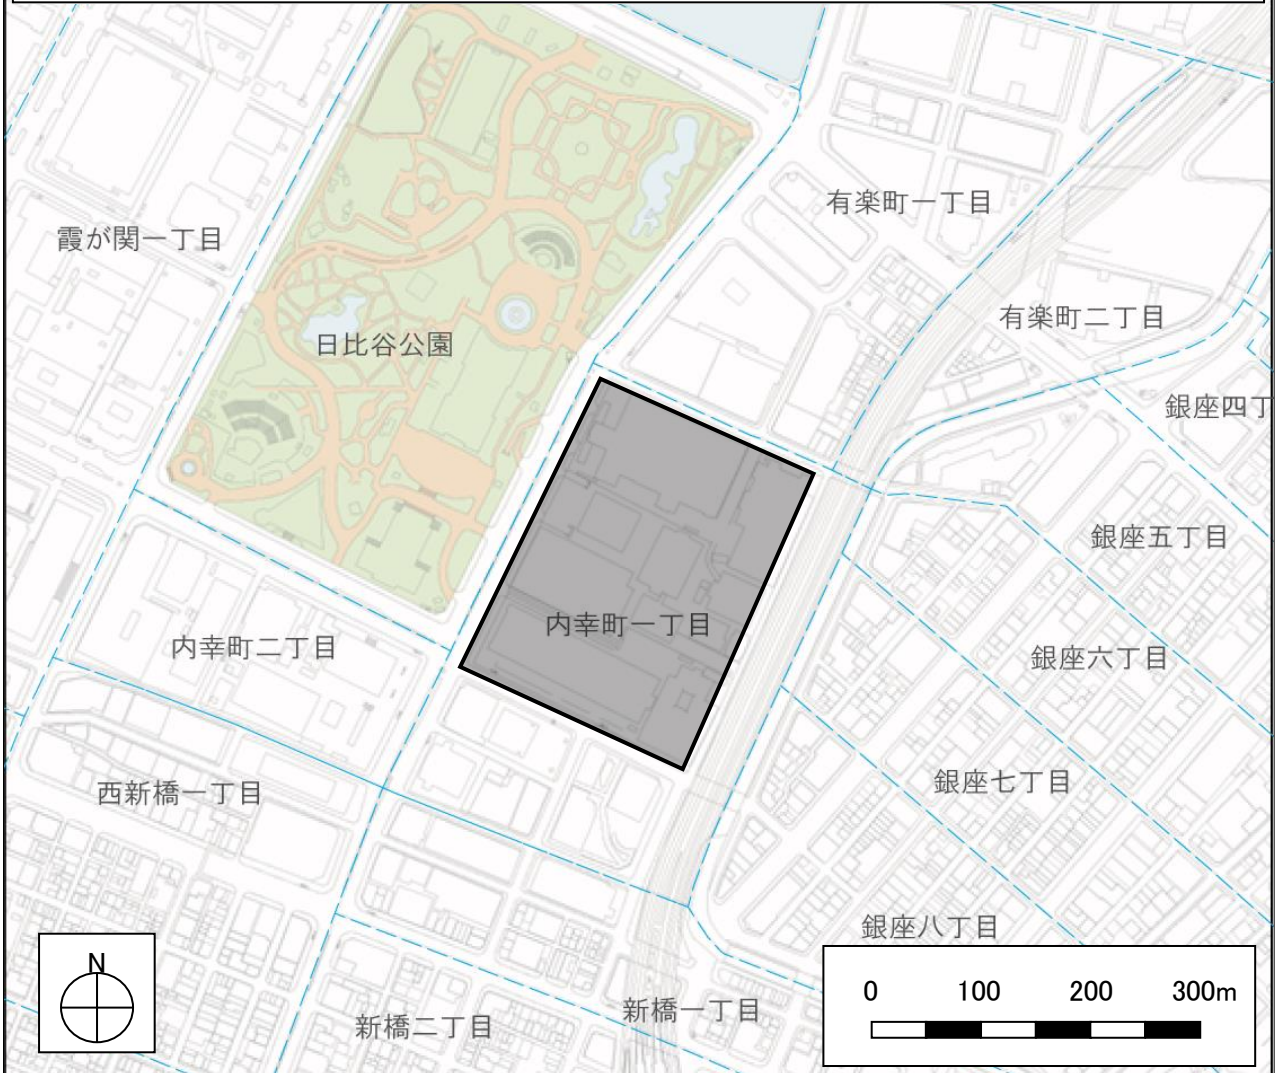 有楽町一丁目
霞が関一丁目
有楽町二丁目
日比谷公園
銀座四丁
銀座五丁目
内幸町一丁目
内幸町二丁目
銀座六丁目
銀座七丁目
西新橋一丁目
銀座八丁目
N
0 100 200 300m
新橋一丁目
新橋二丁目